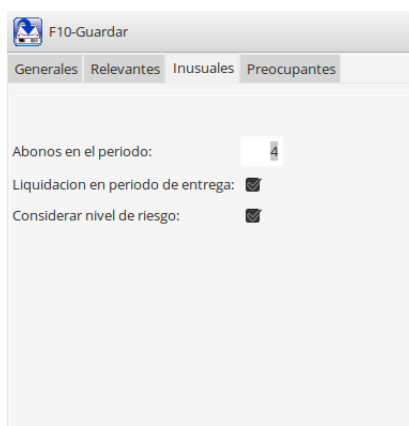 F10-Guardar
Generales Relevantes Inusuales Preocupantes
Abonos en el periodo: 4
Liquidacion en periodo de entrega:
Considerar nivel de riesgo: